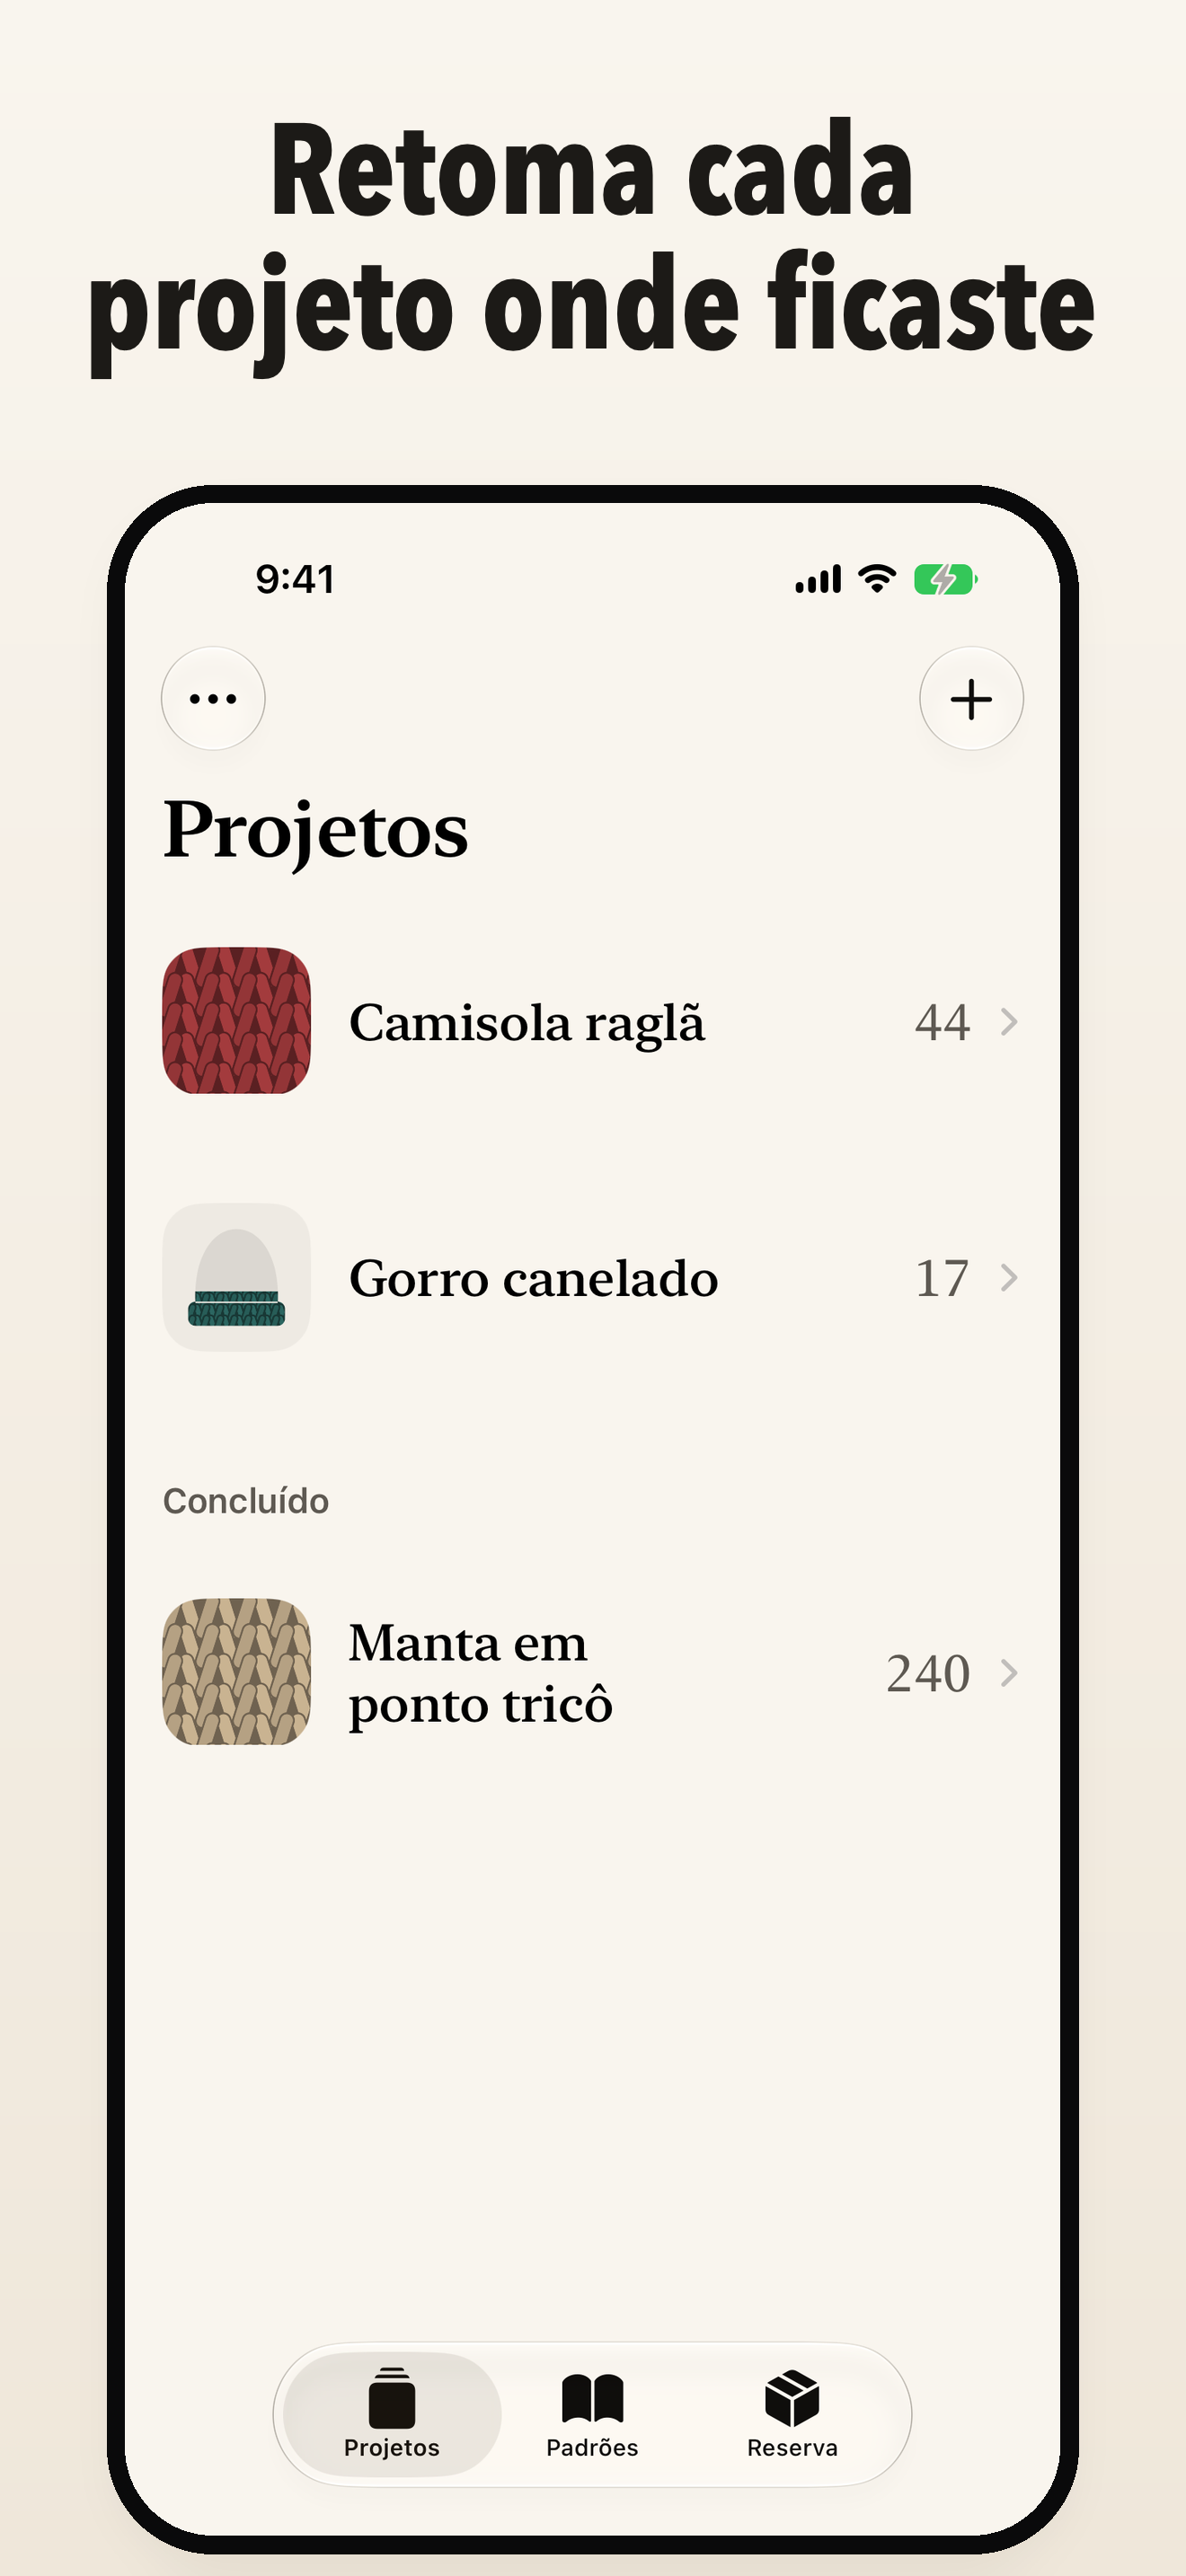 Retoma cada
projeto onde ficaste
9:41
Projetos
Camisola raglã 44
Gorro canelado 17
Concluído
Manta em
ponto tricô 240
Projetos Padrões Reserva